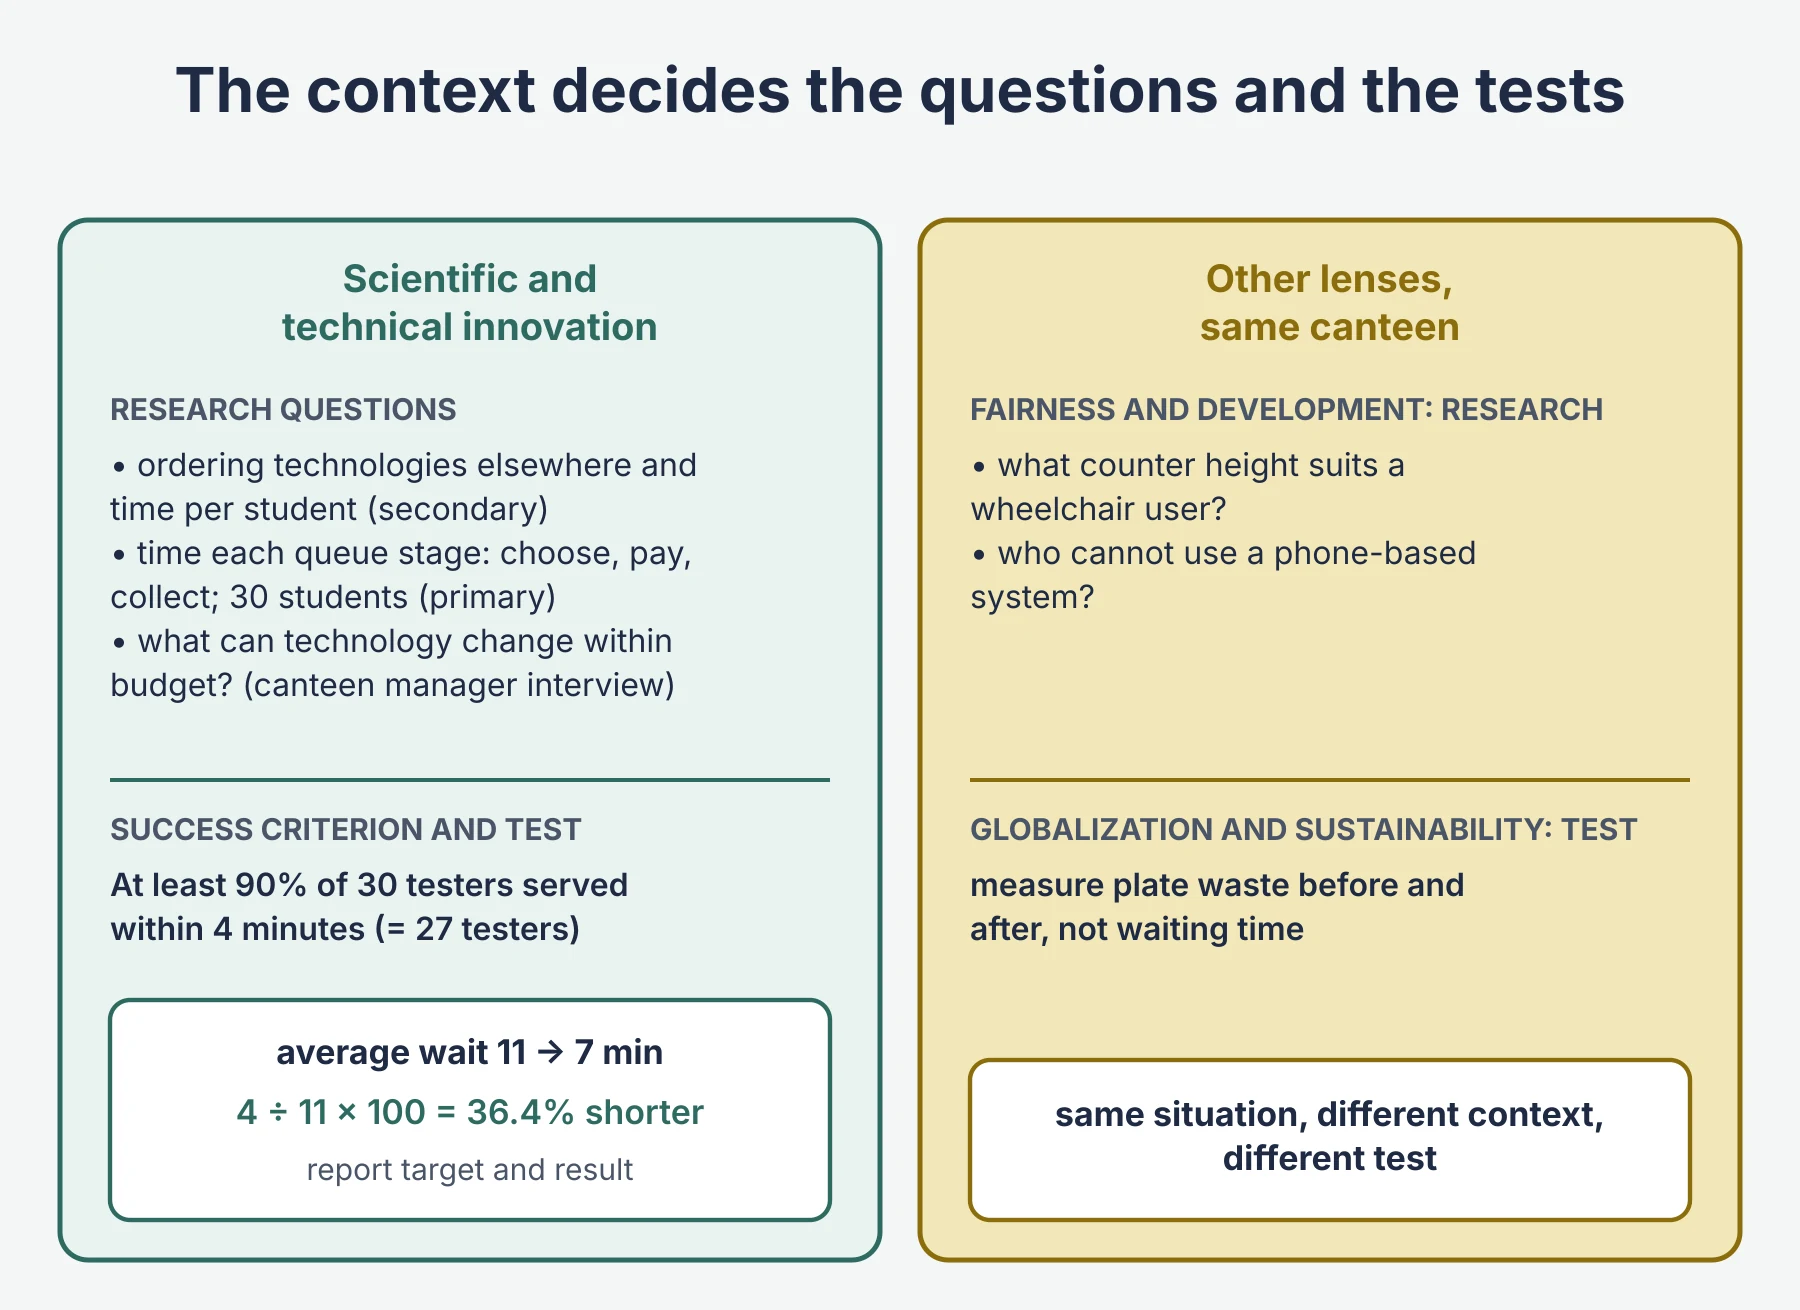 The context decides the questions and the tests
Scientific and
technical innovation
RESEARCH QUESTIONS
• ordering technologies elsewhere and
time per student (secondary)
• time each queue stage: choose, pay,
collect; 30 students (primary)
• what can technology change within
budget? (canteen manager interview)
SUCCESS CRITERION AND TEST
At least 90% of 30 testers served
within 4 minutes (= 27 testers)
average wait 11 → 7 min
4 ÷ 11 × 100 = 36.4% shorter
report target and result
Other lenses,
same canteen
FAIRNESS AND DEVELOPMENT: RESEARCH
• what counter height suits a
wheelchair user?
• who cannot use a phone-based
system?
GLOBALIZATION AND SUSTAINABILITY: TEST
measure plate waste before and
after, not waiting time
same situation, different context,
different test